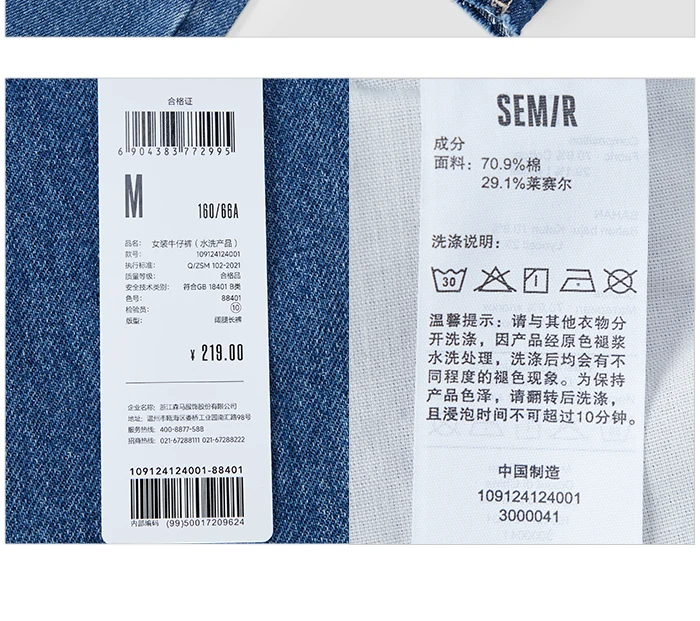 合格证
6 904383 772995
M
160/66A
品名： 女装牛仔裤（水洗产品）
款号： 109124124001
执行标准： Q/ZSM 102-2021
质量等级： 合格品
安全技术类别： 符合GB 18401 B类
色号： 88401
检验员： 10
版型： 阔腿长裤
¥ 219.00
企业名称：浙江森马服饰股份有限公司
地址：温州市瓯海区娄桥工业园南汇路98号
服务热线：400-8877-588
招商热线：021-67288111 021-67288222
109124124001-88401
内部编码 (99)50017209624
SEM/R
成分
面料：70.9%棉
29.1%莱赛尔
洗涤说明：
30
温馨提示：请与其他衣物分
开洗涤，因产品经原色褪浆
水洗处理，洗涤后均会有不
同程度的褪色现象。为保持
产品色泽，请翻转后洗涤，
且浸泡时间不可超过10分钟。
中国制造
109124124001
3000041